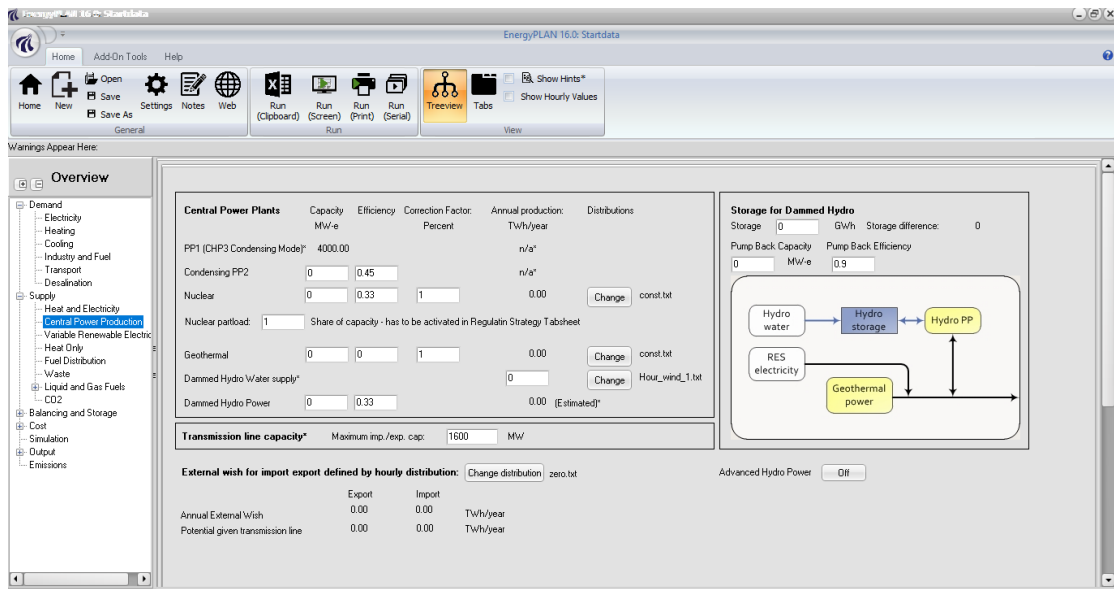 EnergyPLAN 16.0: Startdata
EnergyPLAN 16.0: Startdata
Home Add-On Tools Help
Home
New
Open
Save
Save As
Settings
Notes
Web
General
Run (Clipboard)
Run (Screen)
Run (Print)
Run (Serial)
Run
Treeview
Tabs
Show Hints*
Show Hourly Values
View
Warnings Appear Here:
Overview
Demand
Electricity
Heating
Cooling
Industry and Fuel
Transport
Desalination
Supply
Heat and Electricity
Central Power Production
Variable Renewable Electric
Heat Only
Fuel Distribution
Waste
Liquid and Gas Fuels
CO2
Balancing and Storage
Cost
Simulation
Output
Emissions
Central Power Plants Capacity Efficiency Correction Factor: Annual production: Distributions
MW-e Percent TWh/year
PP1 (CHP3 Condensing Mode)* 4000.00 n/a*
Condensing PP2 0 0.45 n/a*
Nuclear 0 0.33 1 0.00 Change const.txt
Nuclear partload: 1 Share of capacity - has to be activated in Regulatin Strategy Tabsheet
Geothermal 0 0 1 0.00 Change const.txt
Dammed Hydro Water supply* 0 Change Hour_wind_1.txt
Dammed Hydro Power 0 0.33 0.00 (Estimated)*
Transmission line capacity* Maximum imp./exp. cap: 1600 MW
External wish for import export defined by hourly distribution: Change distribution zero.txt
Export Import
Annual External Wish 0.00 0.00 TWh/year
Potential given transmission line 0.00 0.00 TWh/year
Storage for Dammed Hydro
Storage 0 GWh Storage difference: 0
Pump Back Capacity Pump Back Efficiency
0 MW-e 0.9
Hydro water
Hydro storage
Hydro PP
RES electricity
Geothermal power
Advanced Hydro Power Off